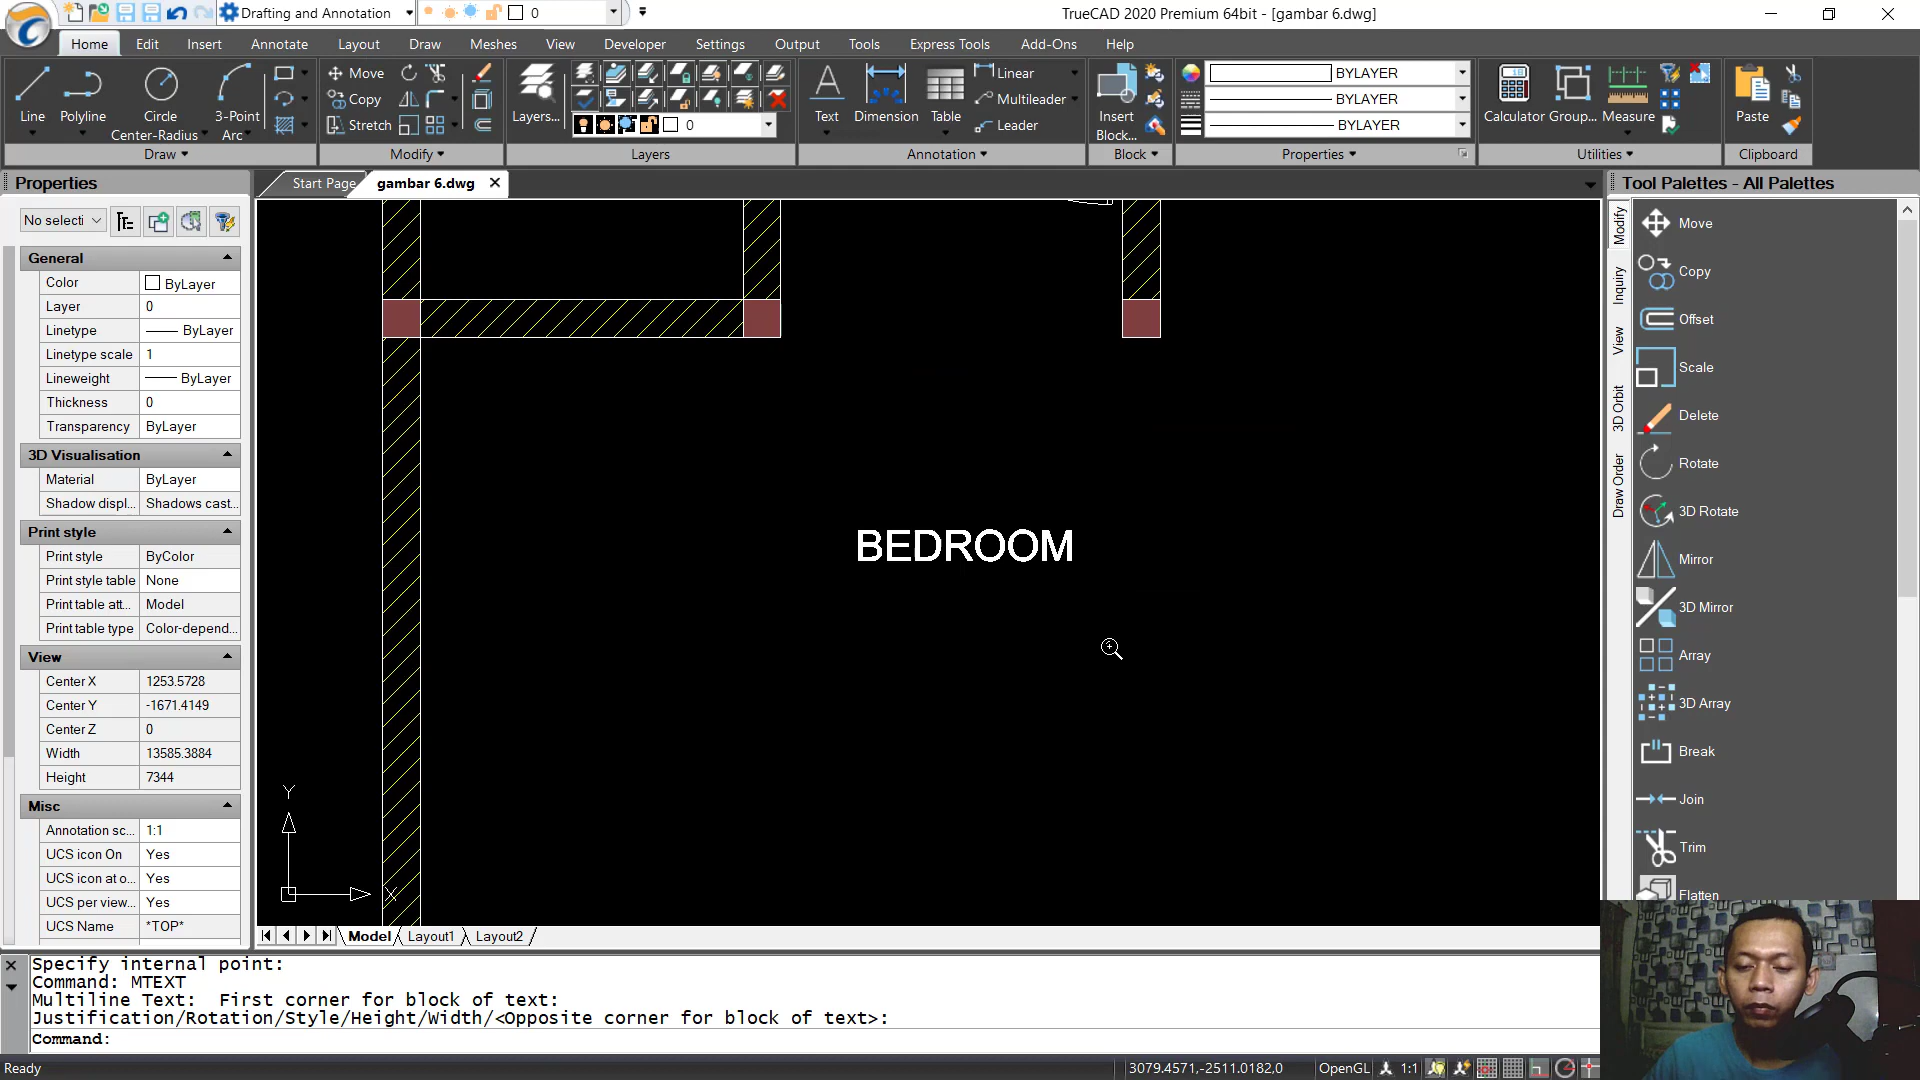 Drafting and Annotation
0
TrueCAD 2020 Premium 64bit - [gambar 6.dwg]
Home
Edit
Insert
Annotate
Layout
Draw
Meshes
View
Developer
Settings
Output
Tools
Express Tools
Add-Ons
Help
Line
Polyline
Circle
Center-Radius
3-Point
Arc
Move
Copy
Stretch
Layers...
0
Text
Dimension
Table
Linear
Multileader
Leader
Insert
Block...
BYLAYER
BYLAYER
BYLAYER
Calculator
Group...
Measure
Paste
Draw
Modify
Layers
Annotation
Block
Properties
Utilities
Clipboard
Properties
Start Page
gambar 6.dwg
Tool Palettes - All Palettes
No selecti
General
Color ByLayer
Layer 0
Linetype ByLayer
Linetype scale 1
Lineweight ByLayer
Thickness 0
Transparency ByLayer
3D Visualisation
Material ByLayer
Shadow displ... Shadows cast...
Print style
Print style ByColor
Print style table None
Print table att... Model
Print table type Color-depend...
View
Center X 1253.5728
Center Y -1671.4149
Center Z 0
Width 13585.3884
Height 7344
Misc
Annotation sc... 1:1
UCS icon On Yes
UCS icon at o... Yes
UCS per view... Yes
UCS Name *TOP*
BEDROOM
Y
X
Modify
Inquiry
View
3D Orbit
Draw Order
Move
Copy
Offset
Scale
Delete
Rotate
3D Rotate
Mirror
3D Mirror
Array
3D Array
Break
Join
Trim
Flatten
Model
Layout1
Layout2
Specify internal point:
Command: MTEXT
Multiline Text:  First corner for block of text:
Justification/Rotation/Style/Height/Width/<Opposite corner for block of text>:
Command:
Ready
3079.4571,-2511.0182,0
OpenGL
1:1